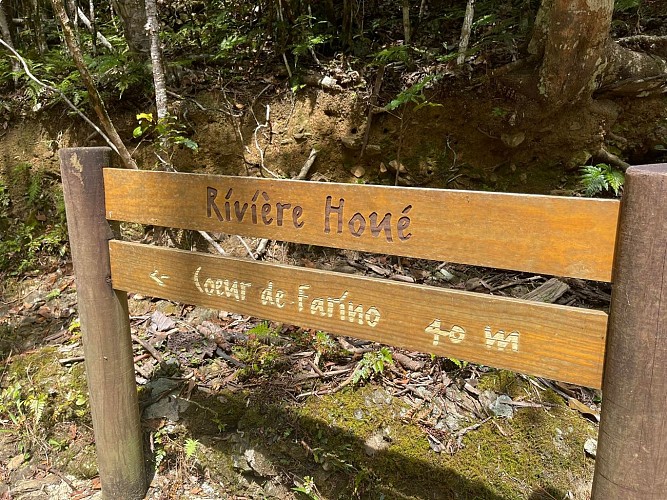 Rivière Houé
< Coeur de Farino 40 m